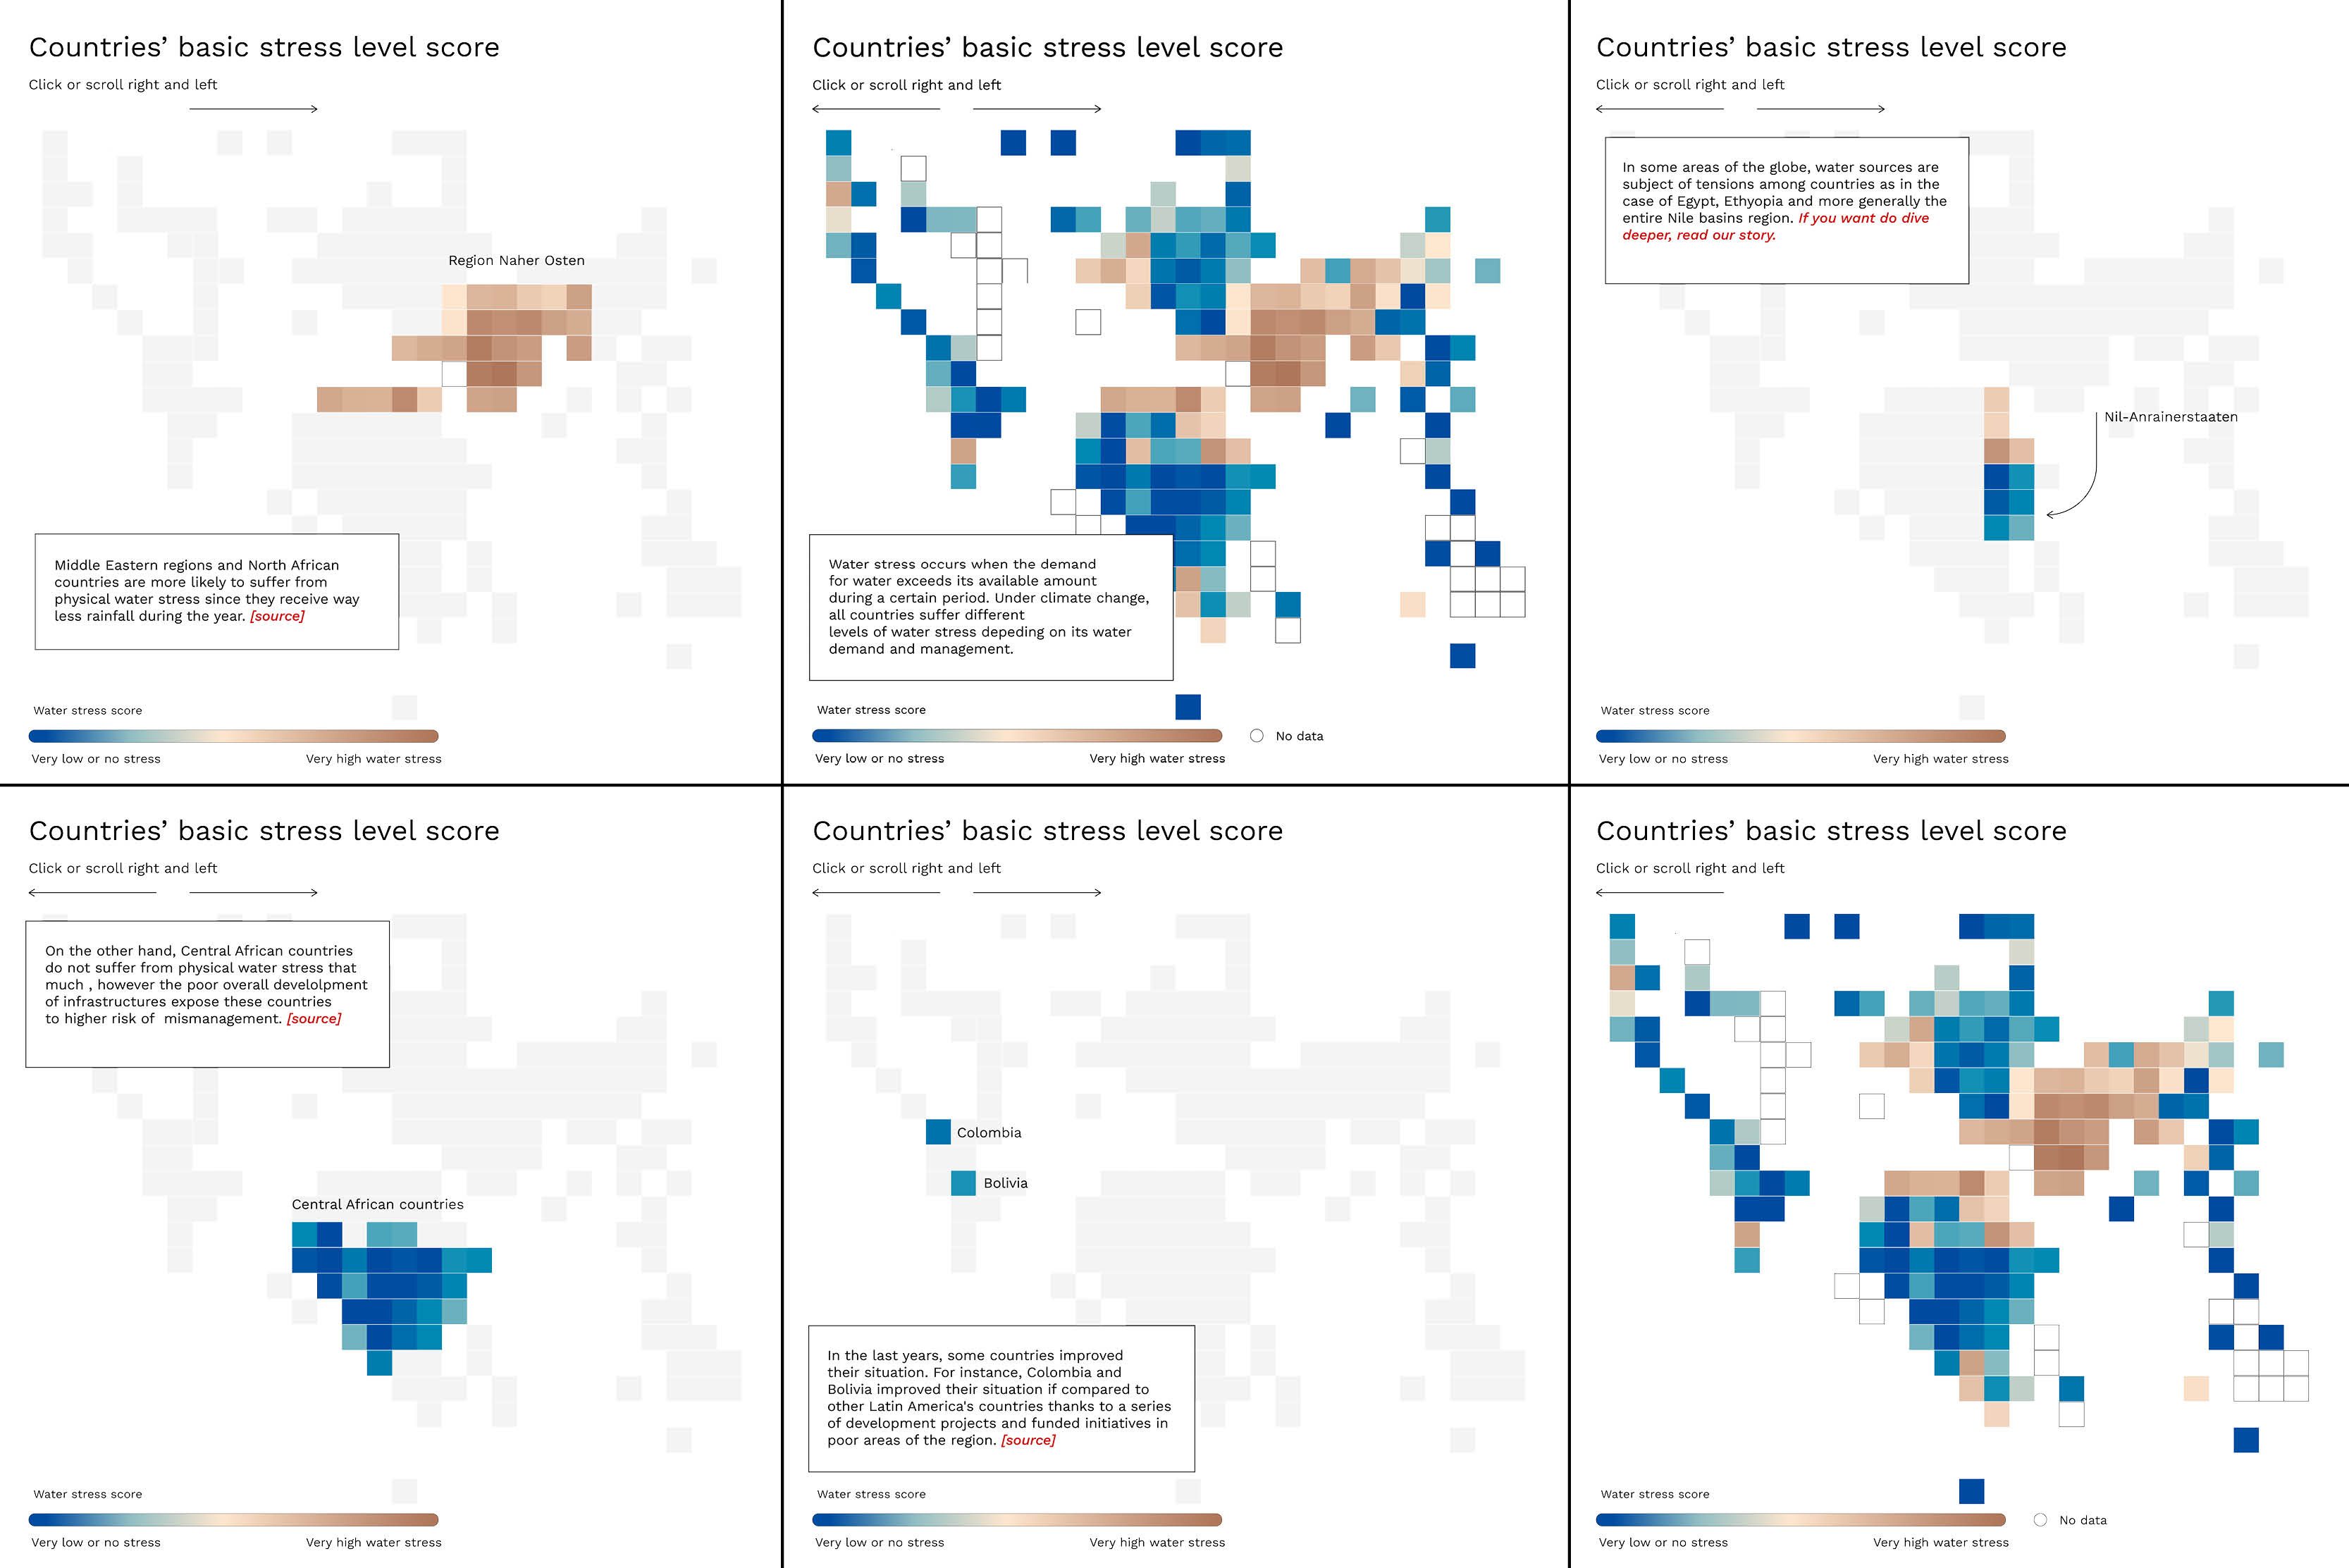 Countries’ basic stress level score
Click or scroll right and left
Region Naher Osten
Middle Eastern regions and North African
countries are more likely to suffer from
physical water stress since they receive way
less rainfall during the year. [source]
Water stress score
Very low or no stress
Very high water stress
Countries’ basic stress level score
Click or scroll right and left
Water stress occurs when the demand
for water exceeds its available amount
during a certain period. Under climate change,
all countries suffer different
levels of water stress depeding on its water
demand and management.
Water stress score
Very low or no stress
Very high water stress
No data
Countries’ basic stress level score
Click or scroll right and left
In some areas of the globe, water sources are
subject of tensions among countries as in the
case of Egypt, Ethyopia and more generally the
entire Nile basins region. If you want do dive
deeper, read our story.
Nil-Anrainerstaaten
Water stress score
Very low or no stress
Very high water stress
Countries’ basic stress level score
Click or scroll right and left
On the other hand, Central African countries
do not suffer from physical water stress that
much , however the poor overall develolpment
of infrastructures expose these countries
to higher risk of  mismanagement. [source]
Central African countries
Water stress score
Very low or no stress
Very high water stress
Countries’ basic stress level score
Click or scroll right and left
Colombia
Bolivia
In the last years, some countries improved
their situation. For instance, Colombia and
Bolivia improved their situation if compared to
other Latin America's countries thanks to a series
of development projects and funded initiatives in
poor areas of the region. [source]
Water stress score
Very low or no stress
Very high water stress
Countries’ basic stress level score
Click or scroll right and left
Water stress score
Very low or no stress
Very high water stress
No data